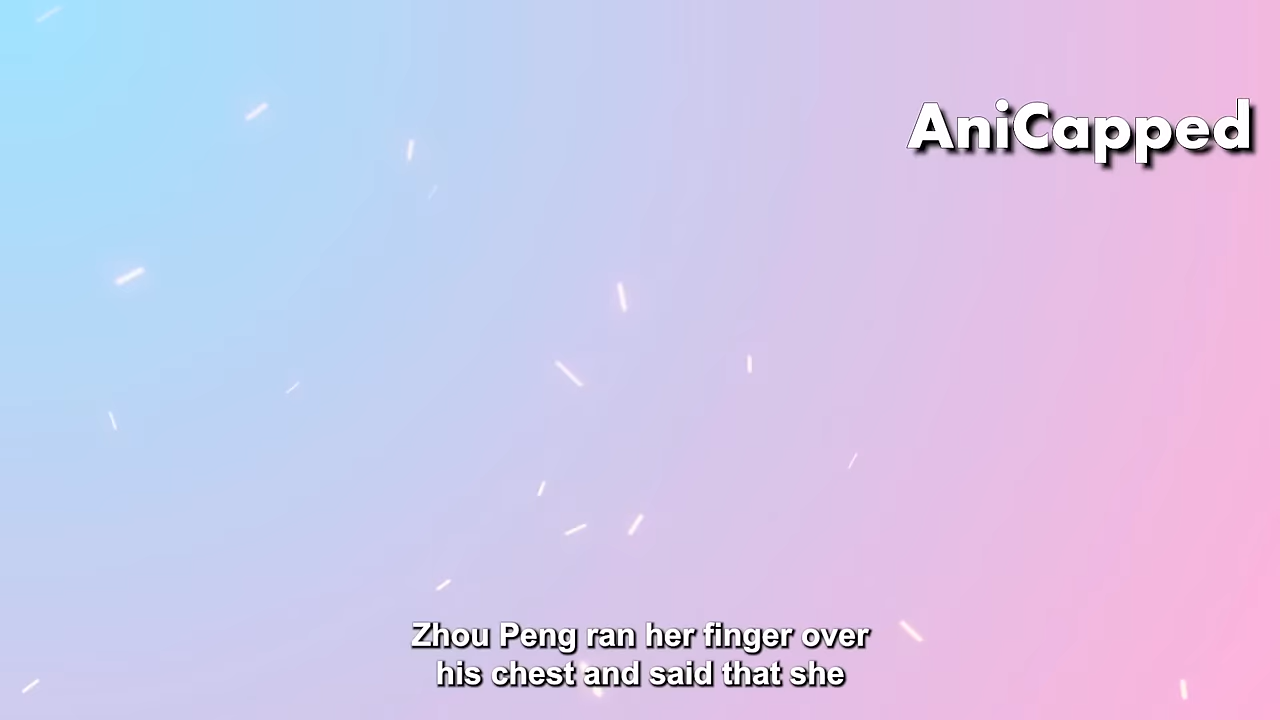 AniCapped
Zhou Peng ran her finger over
his chest and said that she